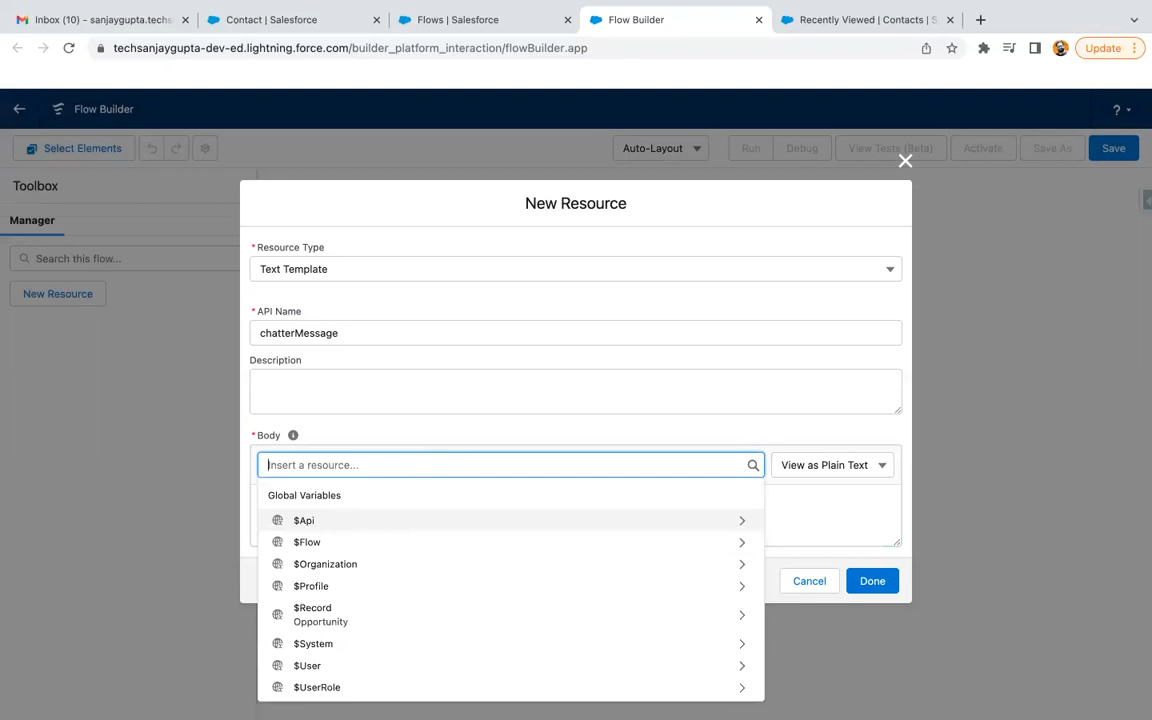 Inbox (10) - sanjaygupta.techs
Contact | Salesforce
Flows | Salesforce
Flow Builder
Recently Viewed | Contacts | S
techsanjaygupta-dev-ed.lightning.force.com/builder_platform_interaction/flowBuilder.app
Update
Flow Builder
?
Select Elements
Auto-Layout
Run
Debug
View Tests (Beta)
Activate
Save As
Save
Toolbox
Manager
Search this flow...
New Resource
New Resource
* Resource Type
Text Template
* API Name
chatterMessage
Description
* Body
Insert a resource...
View as Plain Text
Global Variables
$Api
$Flow
$Organization
$Profile
$Record
Opportunity
$System
$User
$UserRole
Cancel
Done